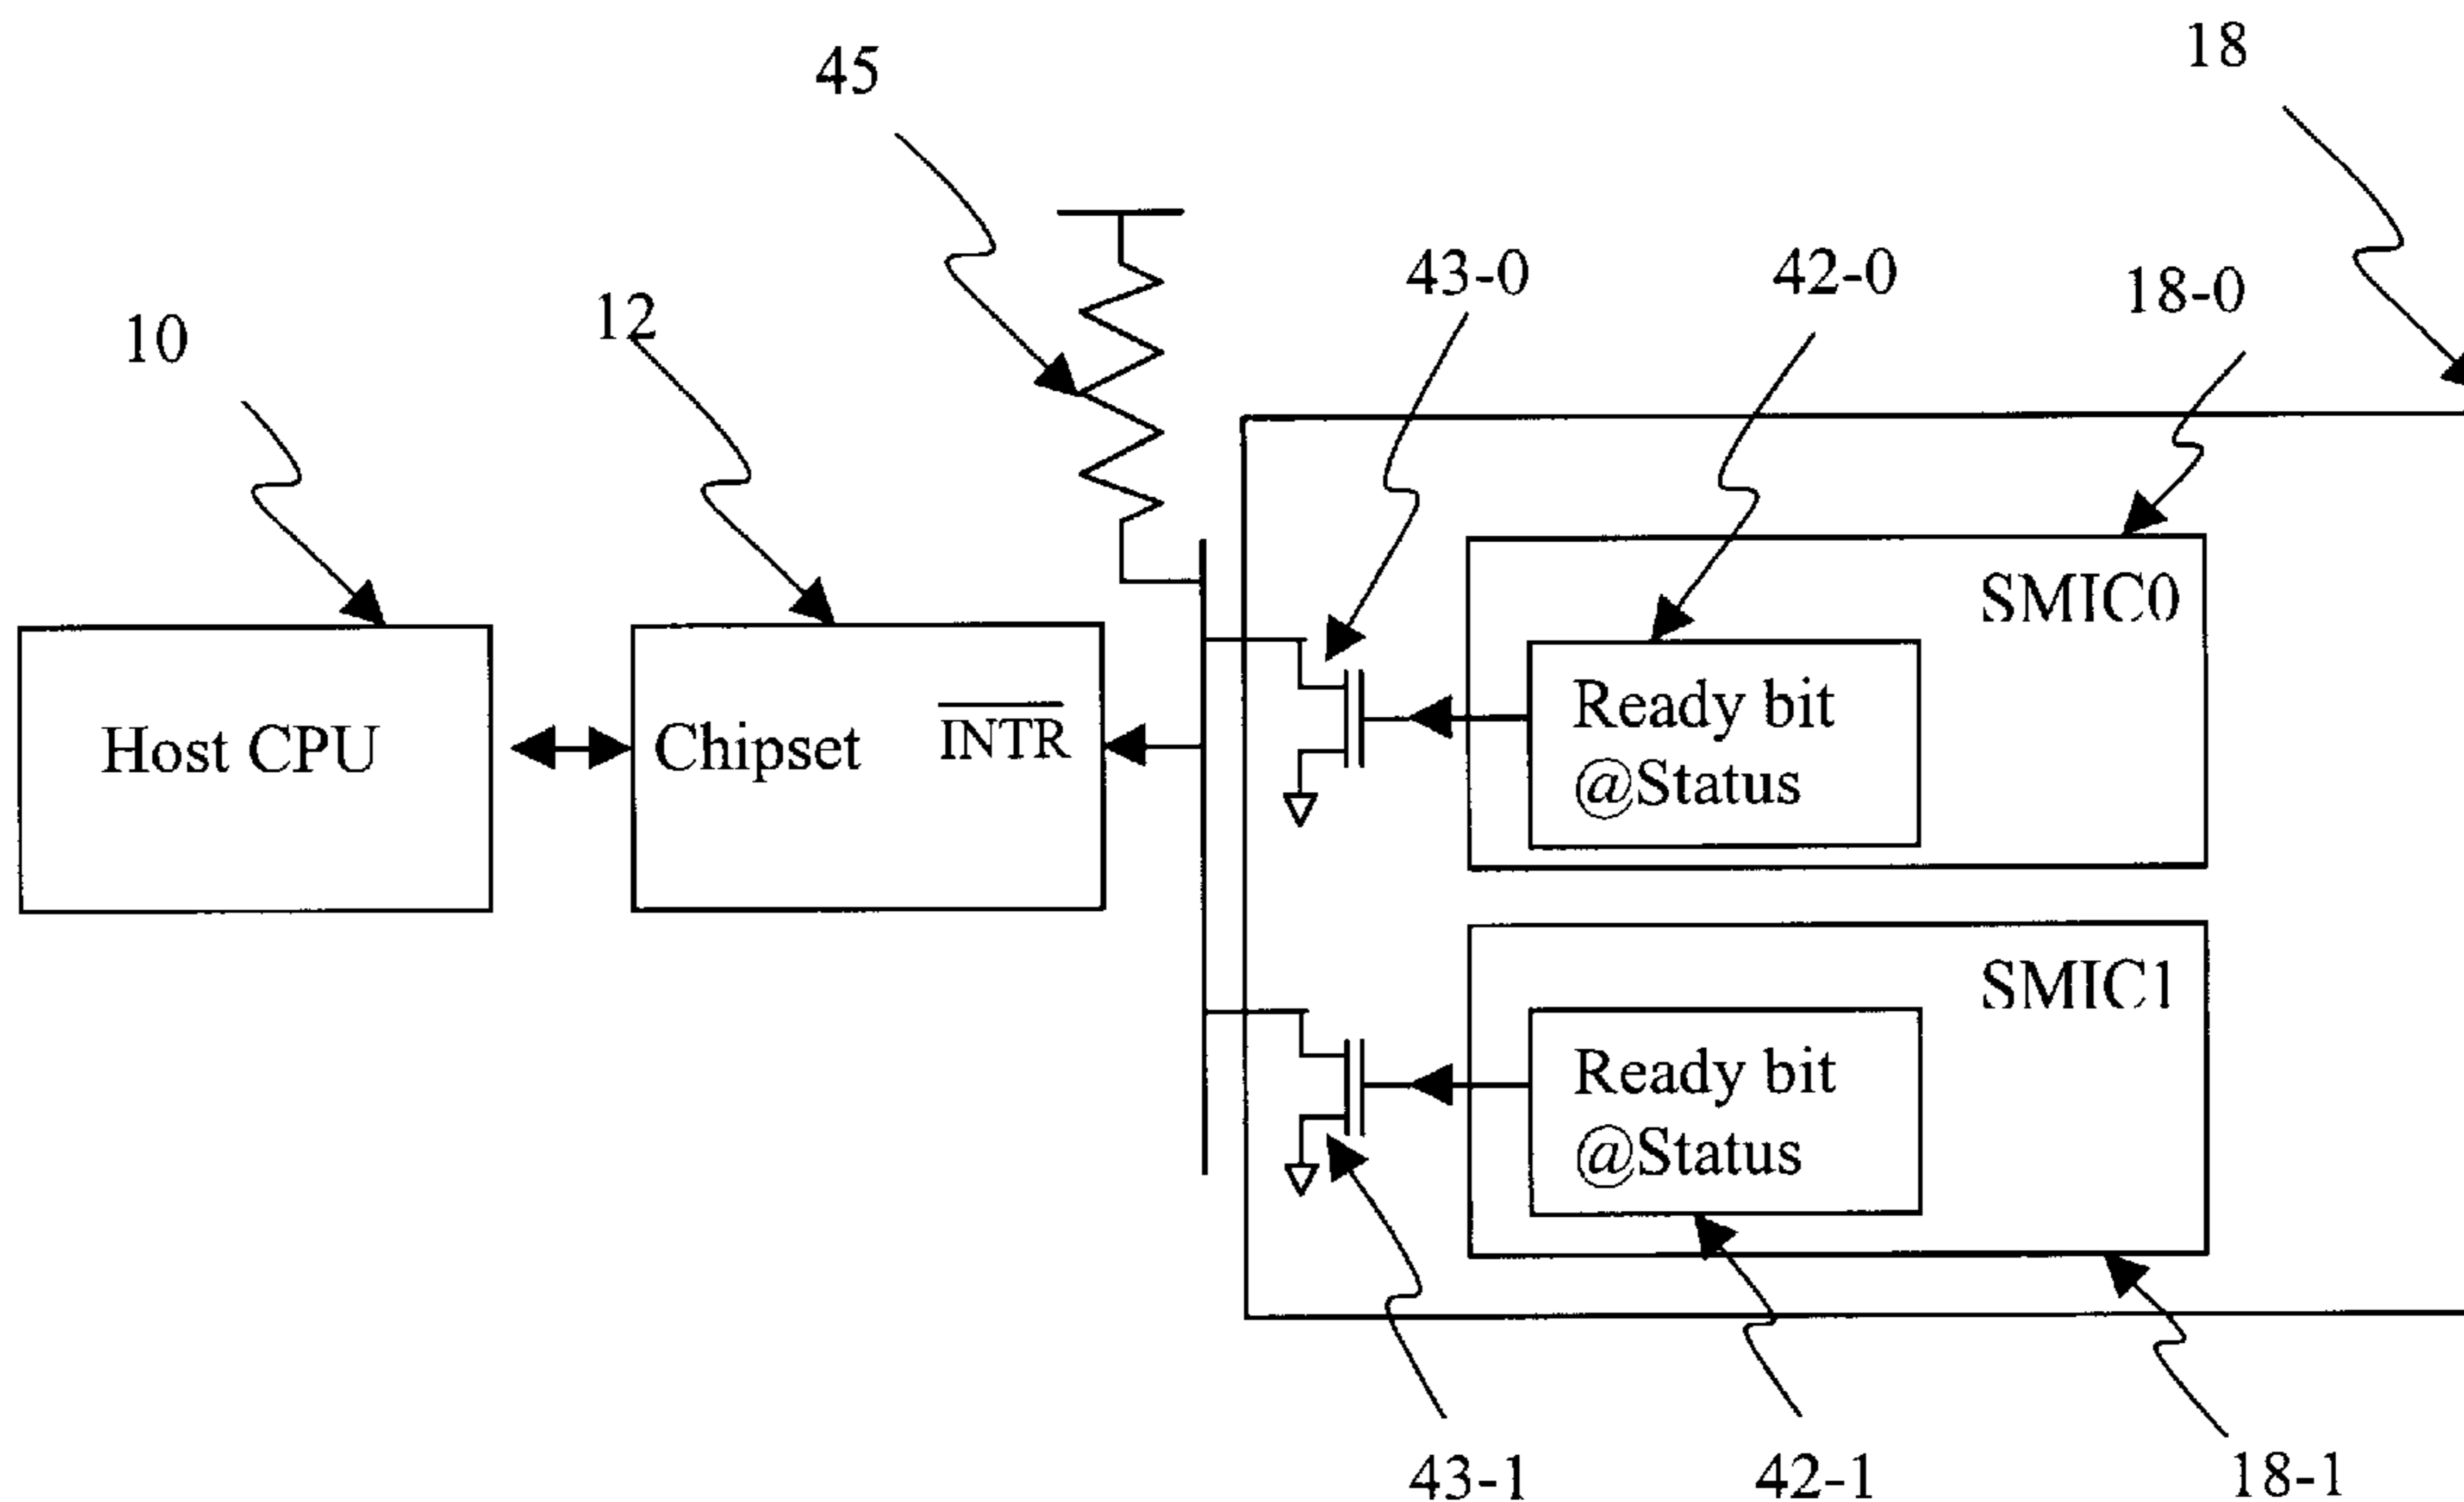 18
45
43-0
42-0
18-0
12
10
SMIC0
Ready bit
@Status
Host CPU
Chipset
INTR
SMIC1
Ready bit
@Status
43-1
42-1
18-1